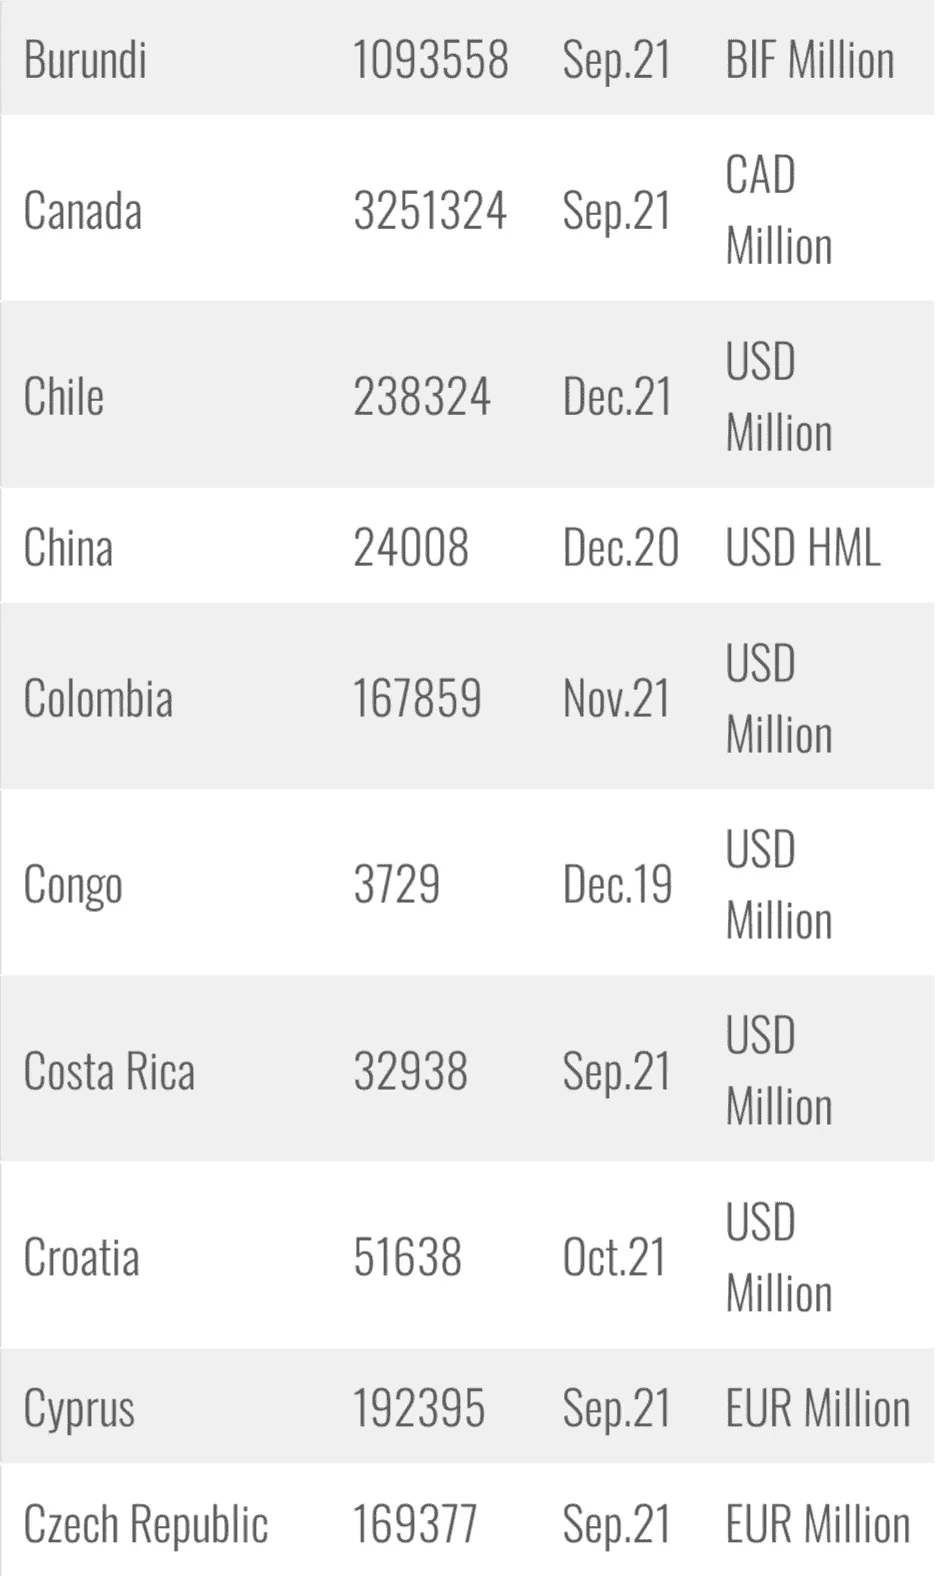 Burundi 1093558 Sep.21 BIF Million
Canada 3251324 Sep.21 CAD
Million
Chile 238324 Dec.21 USD
Million
China 24008 Dec.20 USD HML
Colombia 167859 Nov.21 USD
Million
Congo 3729 Dec.19 USD
Million
Costa Rica 32938 Sep.21 USD
Million
Croatia 51638 Oct.21 USD
Million
Cyprus 192395 Sep.21 EUR Million
Czech Republic 169377 Sep.21 EUR Million